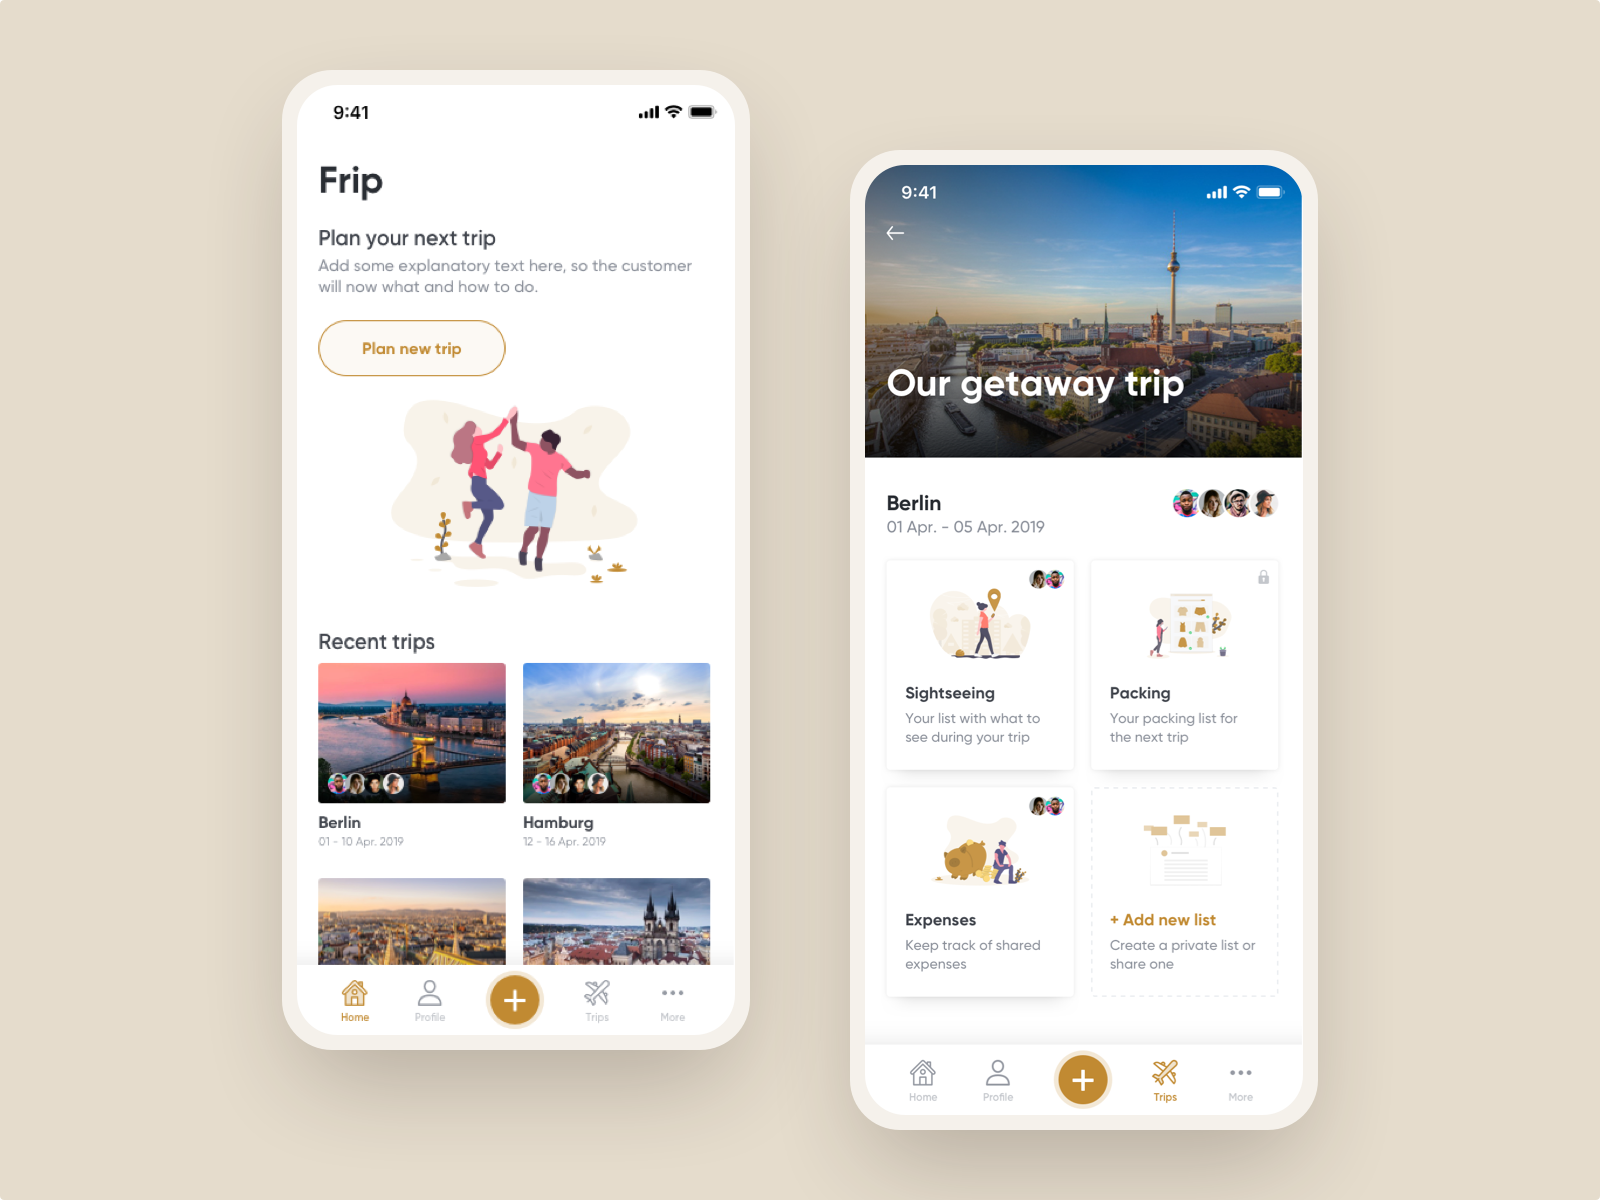 9:41
Frip
Plan your next trip
Add some explanatory text here, so the customer
will now what and how to do.
Plan new trip
Recent trips
Berlin
01 - 10 Apr. 2019
Hamburg
12 - 16 Apr. 2019
Home
Profile
Trips
More
9:41
Our getaway trip
Berlin
01 Apr. - 05 Apr. 2019
Sightseeing
Your list with what to
see during your trip
Packing
Your packing list for
the next trip
Expenses
Keep track of shared
expenses
+ Add new list
Create a private list or
share one
Home
Profile
Trips
More